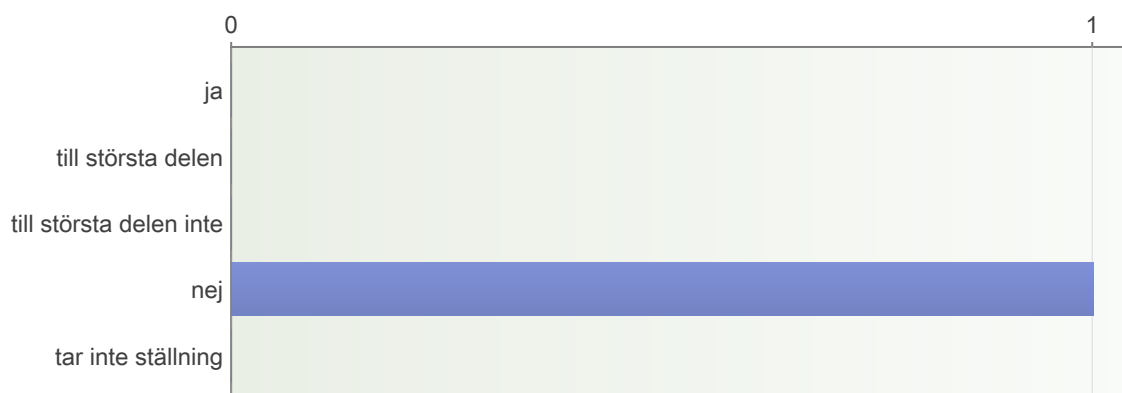 0 1
ja
till största delen
till största delen inte
nej
tar inte ställning